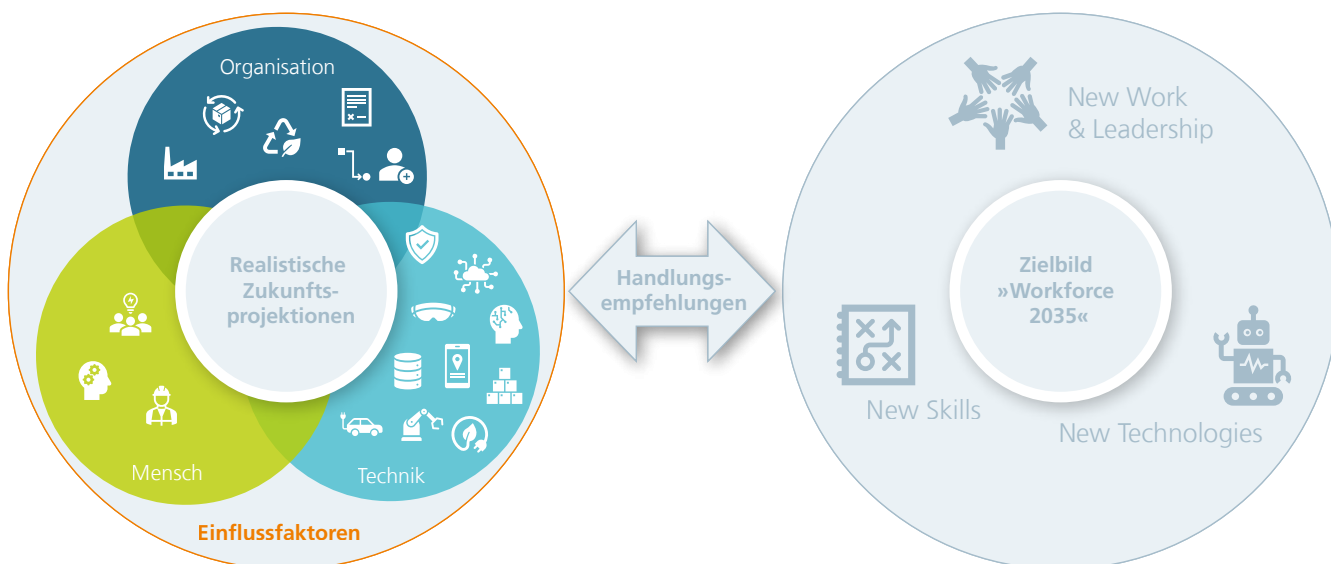 Organisation
Realistische
Zukunfts-
projektionen
Mensch
Technik
Einflussfaktoren
Handlungs-
empfehlungen
New Work
& Leadership
Zielbild
»Workforce
2035«
New Skills
New Technologies